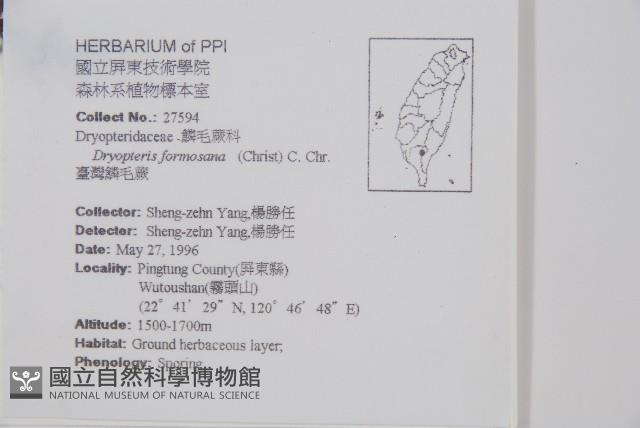 HERBARIUM of PPI
國立屏東技術學院
森林系植物標本室
Collect No.: 27594
Dryopteridaceae -鱗毛蕨科
Dryopteris formosana (Christ) C. Chr.
臺灣鱗毛蕨
Collector: Sheng-zehn Yang,楊勝任
Detector: Sheng-zehn Yang,楊勝任
Date: May 27, 1996
Locality: Pingtung County(屏東縣)
Wutoushan(霧頭山)
(22° 41' 29" N, 120° 46' 48" E)
Altitude: 1500-1700m
Habitat: Ground herbaceous layer;
Phenology: Sporing
國立自然科學博物館
NATIONAL MUSEUM OF NATURAL SCIENCE